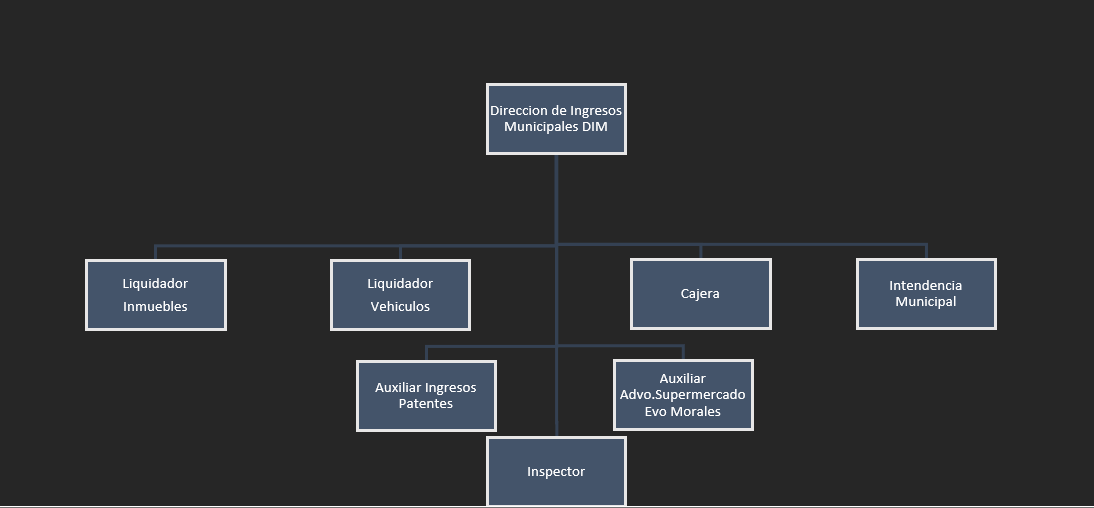 Direccion de Ingresos
Municipales DIM
Liquidador
Inmuebles
Liquidador
Vehiculos
Cajera
Intendencia
Municipal
Auxiliar Ingresos
Patentes
Auxiliar
Advo.Supermercado
Evo Morales
Inspector